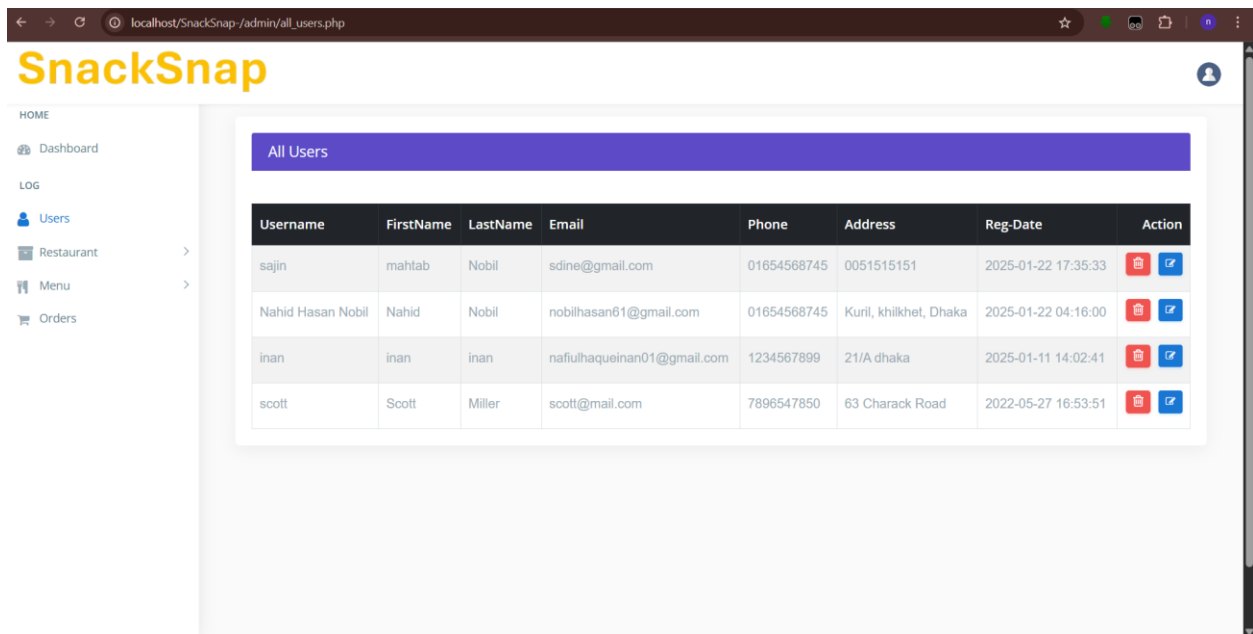 localhost/SnackSnap-/admin/all_users.php
n
SnackSnap
HOME
Dashboard
LOG
Users
Restaurant
Menu
Orders
All Users
Username FirstName LastName Email Phone Address Reg-Date Action
sajin mahtab Nobil sdine@gmail.com 01654568745 0051515151 2025-01-22 17:35:33
Nahid Hasan Nobil Nahid Nobil nobilhasan61@gmail.com 01654568745 Kuril, khilkhet, Dhaka 2025-01-22 04:16:00
inan inan inan nafiulhaqueinan01@gmail.com 1234567899 21/A dhaka 2025-01-11 14:02:41
scott Scott Miller scott@mail.com 7896547850 63 Charack Road 2022-05-27 16:53:51